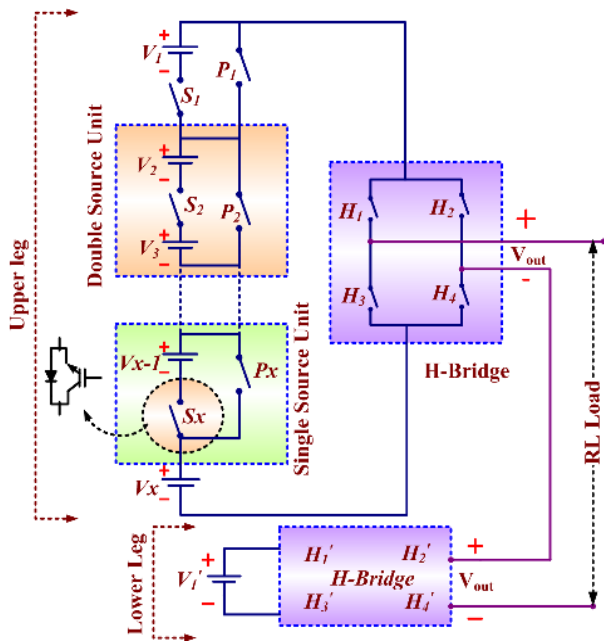 Upper leg
+
V1
−
S1
P1
Double Source Unit
+
V2
−
S2
P2
+
V3
−
Single Source Unit
+
Vx-1
−
Px
Sx
+
Vx
−
H1
H2
H3
H4
+
Vout
-
H-Bridge
RL Load
Lower Leg
+
V1'
−
H1'
H2'
H-Bridge
H3'
H4'
+
Vout
−